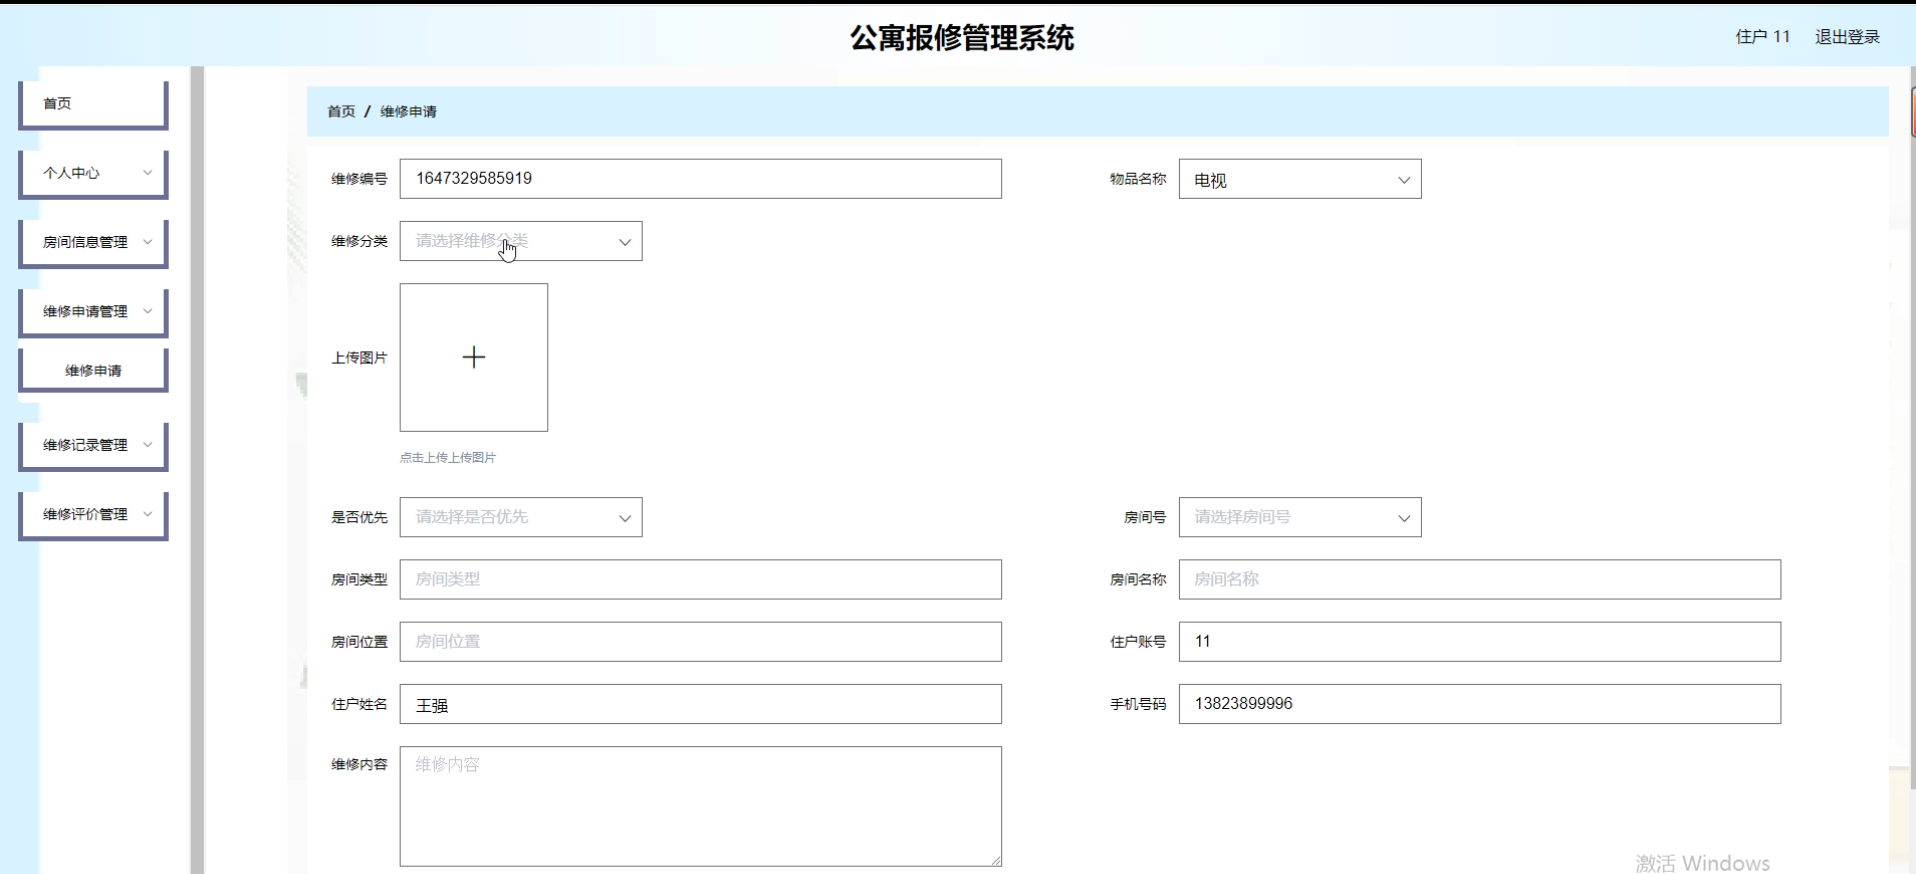 公寓报修管理系统
住户 11 退出登录
首页
个人中心
房间信息管理
维修申请管理
维修申请
维修记录管理
维修评价管理
首页 / 维修申请
维修编号 1647329585919
物品名称 电视
维修分类 请选择维修分类
上传图片
点击上传上传图片
是否优先 请选择是否优先
房间号 请选择房间号
房间类型 房间类型
房间名称 房间名称
房间位置 房间位置
住户账号 11
住户姓名 王强
手机号码 13823899996
维修内容 维修内容
激活 Windows